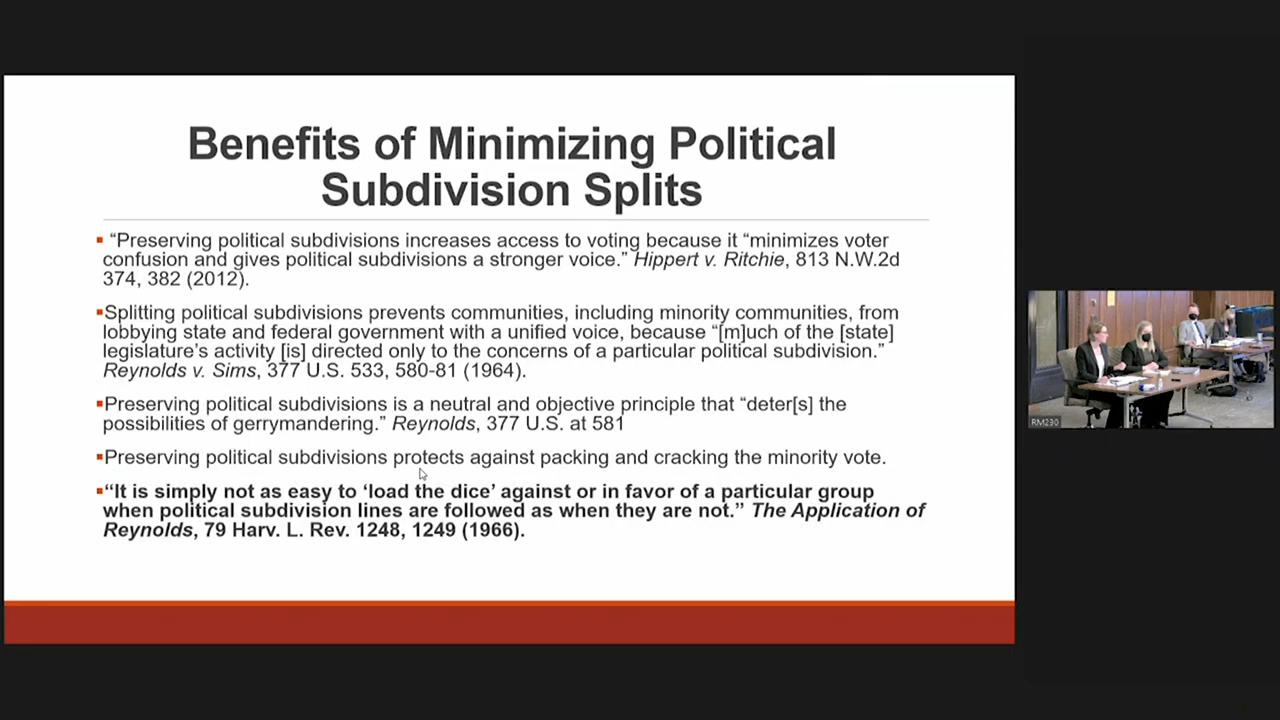 Benefits of Minimizing Political
Subdivision Splits
▪ “Preserving political subdivisions increases access to voting because it “minimizes voter
confusion and gives political subdivisions a stronger voice.” Hippert v. Ritchie, 813 N.W.2d
374, 382 (2012).
▪Splitting political subdivisions prevents communities, including minority communities, from
lobbying state and federal government with a unified voice, because “[m]uch of the [state]
legislature’s activity [is] directed only to the concerns of a particular political subdivision.”
Reynolds v. Sims, 377 U.S. 533, 580-81 (1964).
▪Preserving political subdivisions is a neutral and objective principle that “deter[s] the
possibilities of gerrymandering.” Reynolds, 377 U.S. at 581
▪Preserving political subdivisions protects against packing and cracking the minority vote.
▪“It is simply not as easy to ‘load the dice’ against or in favor of a particular group
when political subdivision lines are followed as when they are not.” The Application of
Reynolds, 79 Harv. L. Rev. 1248, 1249 (1966).
RM230